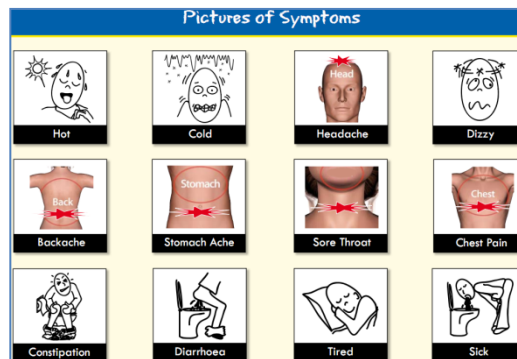 Pictures of Symptoms
Head
Hot
Cold
Headache
Dizzy
Back
Stomach
Chest
Backache
Stomach Ache
Sore Throat
Chest Pain
Constipation
Diarrhoea
Tired
Sick